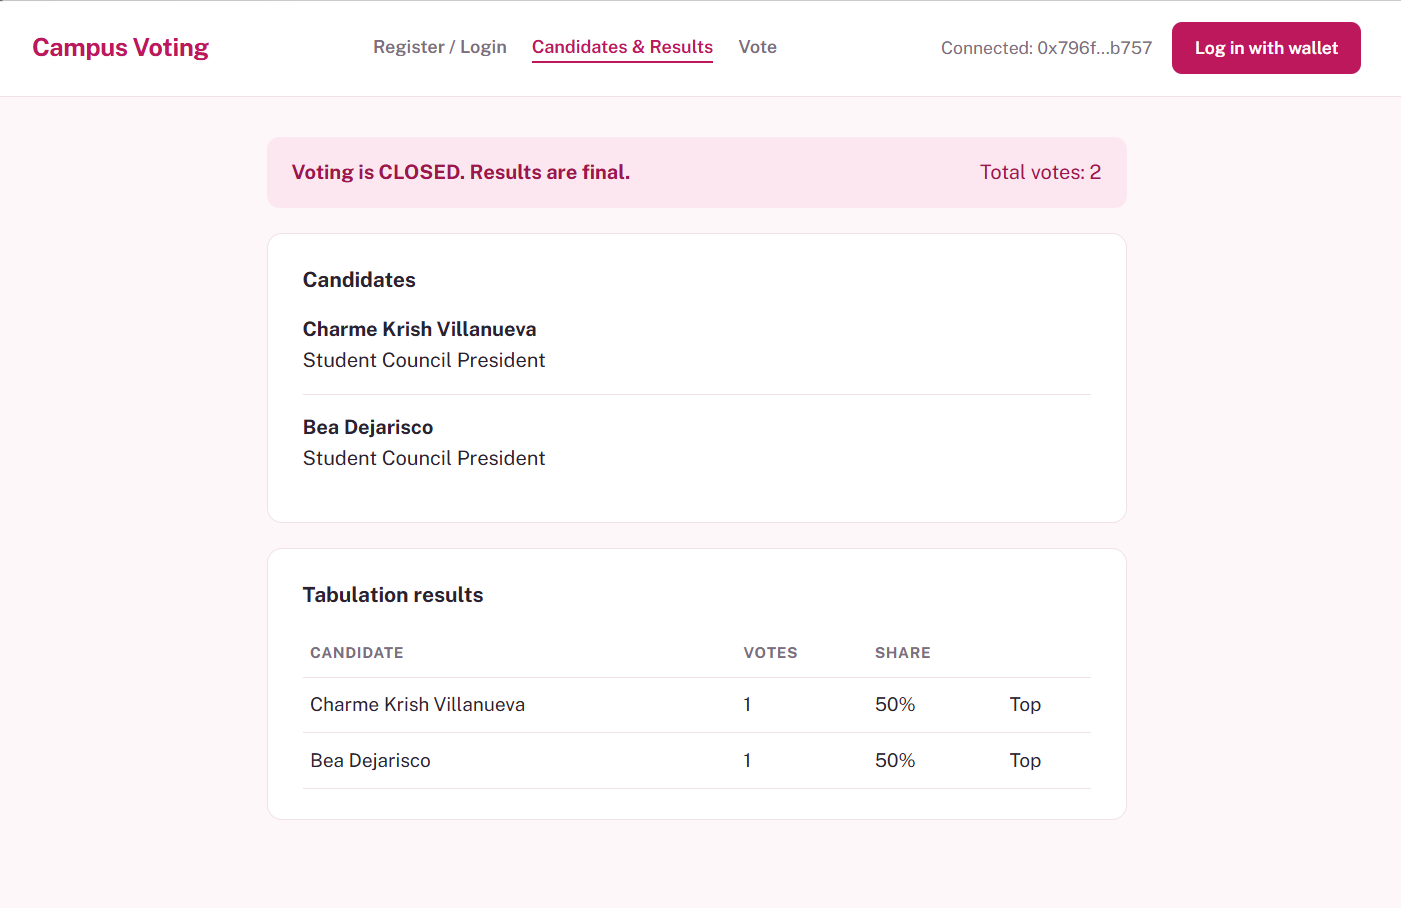 Campus Voting
Register / Login
Candidates & Results
Vote
Connected: 0x796f...b757
Log in with wallet
Voting is CLOSED. Results are final.
Total votes: 2
Candidates
Charme Krish Villanueva
Student Council President
Bea Dejarisco
Student Council President
Tabulation results
CANDIDATE VOTES SHARE
Charme Krish Villanueva 1 50% Top
Bea Dejarisco 1 50% Top